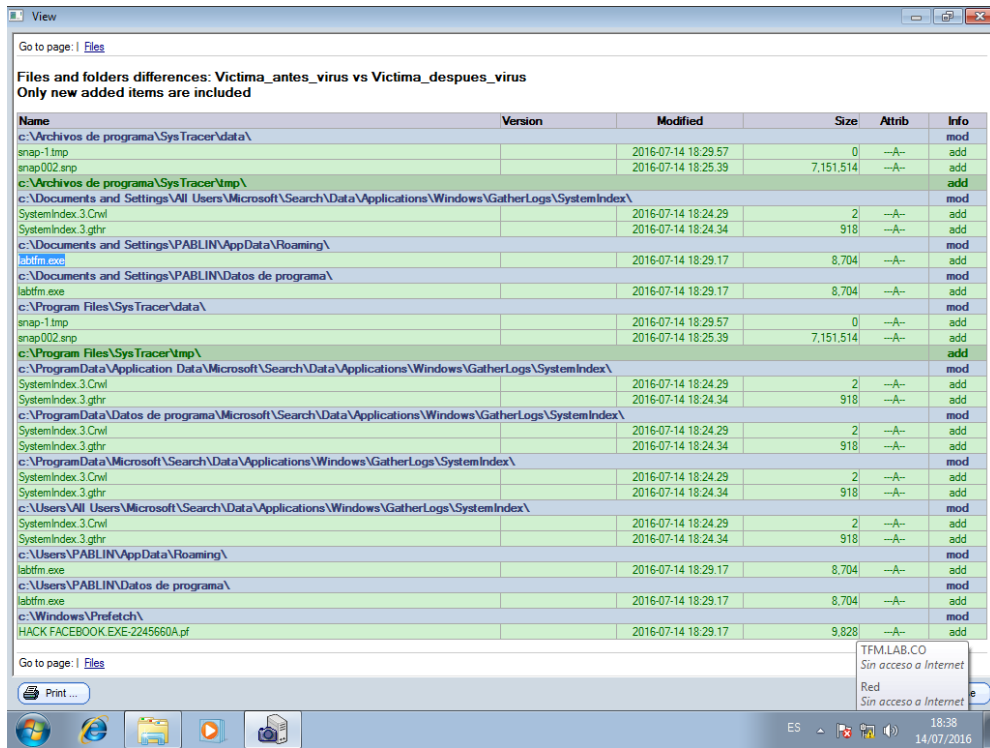 View
Go to page: | Files
Files and folders differences: Victima_antes_virus vs Victima_despues_virus
Only new added items are included
Name Version Modified Size Attrib Info
c:\Archivos de programa\SysTracer\data\ mod
snap-1.tmp 2016-07-14 18:29.57 0 ---A-- add
snap002.snp 2016-07-14 18:25.39 7,151,514 ---A-- add
c:\Archivos de programa\SysTracer\tmp\ add
c:\Documents and Settings\All Users\Microsoft\Search\Data\Applications\Windows\GatherLogs\SystemIndex\ mod
SystemIndex.3.Crwl 2016-07-14 18:24.29 2 ---A-- add
SystemIndex.3.gthr 2016-07-14 18:24.34 918 ---A-- add
c:\Documents and Settings\PABLIN\AppData\Roaming\ mod
labtfm.exe 2016-07-14 18:29.17 8,704 ---A-- add
c:\Documents and Settings\PABLIN\Datos de programa\ mod
labtfm.exe 2016-07-14 18:29.17 8,704 ---A-- add
c:\Program Files\SysTracer\data\ mod
snap-1.tmp 2016-07-14 18:29.57 0 ---A-- add
snap002.snp 2016-07-14 18:25.39 7,151,514 ---A-- add
c:\Program Files\SysTracer\tmp\ add
c:\ProgramData\Application Data\Microsoft\Search\Data\Applications\Windows\GatherLogs\SystemIndex\ mod
SystemIndex.3.Crwl 2016-07-14 18:24.29 2 ---A-- add
SystemIndex.3.gthr 2016-07-14 18:24.34 918 ---A-- add
c:\ProgramData\Datos de programa\Microsoft\Search\Data\Applications\Windows\GatherLogs\SystemIndex\ mod
SystemIndex.3.Crwl 2016-07-14 18:24.29 2 ---A-- add
SystemIndex.3.gthr 2016-07-14 18:24.34 918 ---A-- add
c:\ProgramData\Microsoft\Search\Data\Applications\Windows\GatherLogs\SystemIndex\ mod
SystemIndex.3.Crwl 2016-07-14 18:24.29 2 ---A-- add
SystemIndex.3.gthr 2016-07-14 18:24.34 918 ---A-- add
c:\Users\All Users\Microsoft\Search\Data\Applications\Windows\GatherLogs\SystemIndex\ mod
SystemIndex.3.Crwl 2016-07-14 18:24.29 2 ---A-- add
SystemIndex.3.gthr 2016-07-14 18:24.34 918 ---A-- add
c:\Users\PABLIN\AppData\Roaming\ mod
labtfm.exe 2016-07-14 18:29.17 8,704 ---A-- add
c:\Users\PABLIN\Datos de programa\ mod
labtfm.exe 2016-07-14 18:29.17 8,704 ---A-- add
c:\Windows\Prefetch\ mod
HACK FACEBOOK.EXE-2245660A.pf 2016-07-14 18:29.17 9,828 ---A-- add
Go to page: | Files
TFM.LAB.CO
Sin acceso a Internet
Red
Sin acceso a Internet
Print ...
ES 18:38
14/07/2016